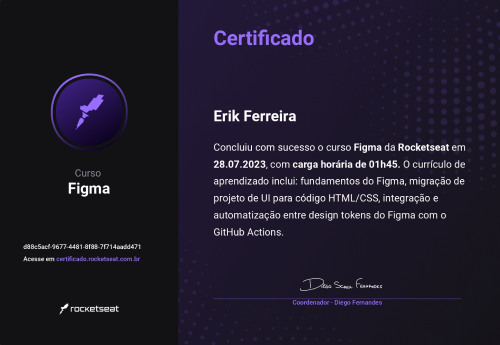 Certificado
Erik Ferreira
Concluiu com sucesso o curso Figma da Rocketseat em
28.07.2023, com carga horária de 01h45. O currículo de
aprendizado inclui: fundamentos do Figma, migração de
projeto de UI para código HTML/CSS, integração e
automatização entre design tokens do Figma com o
GitHub Actions.
Curso
Figma
d88c5acf-9677-4481-8f88-7f714aadd471
Acesse em certificado.rocketseat.com.br
rocketseat
Diego Schell Fernandes
Coordenador - Diego Fernandes